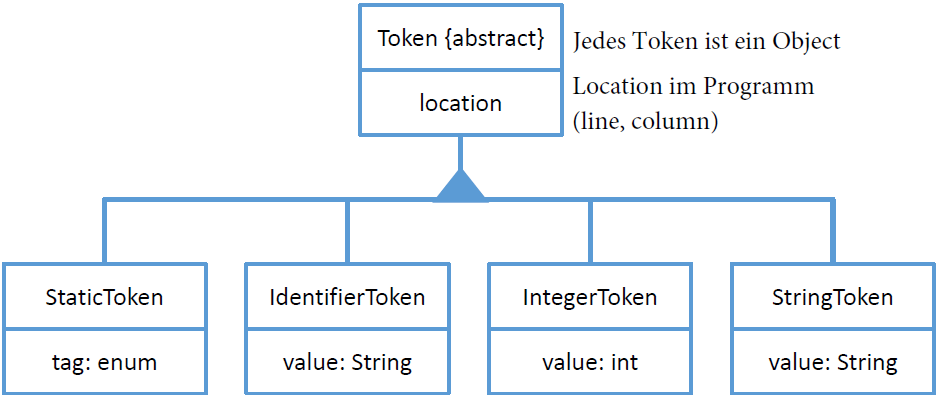 Token {abstract}
Jedes Token ist ein Object
location
Location im Programm
(line, column)
StaticToken
tag: enum
IdentifierToken
value: String
IntegerToken
value: int
StringToken
value: String